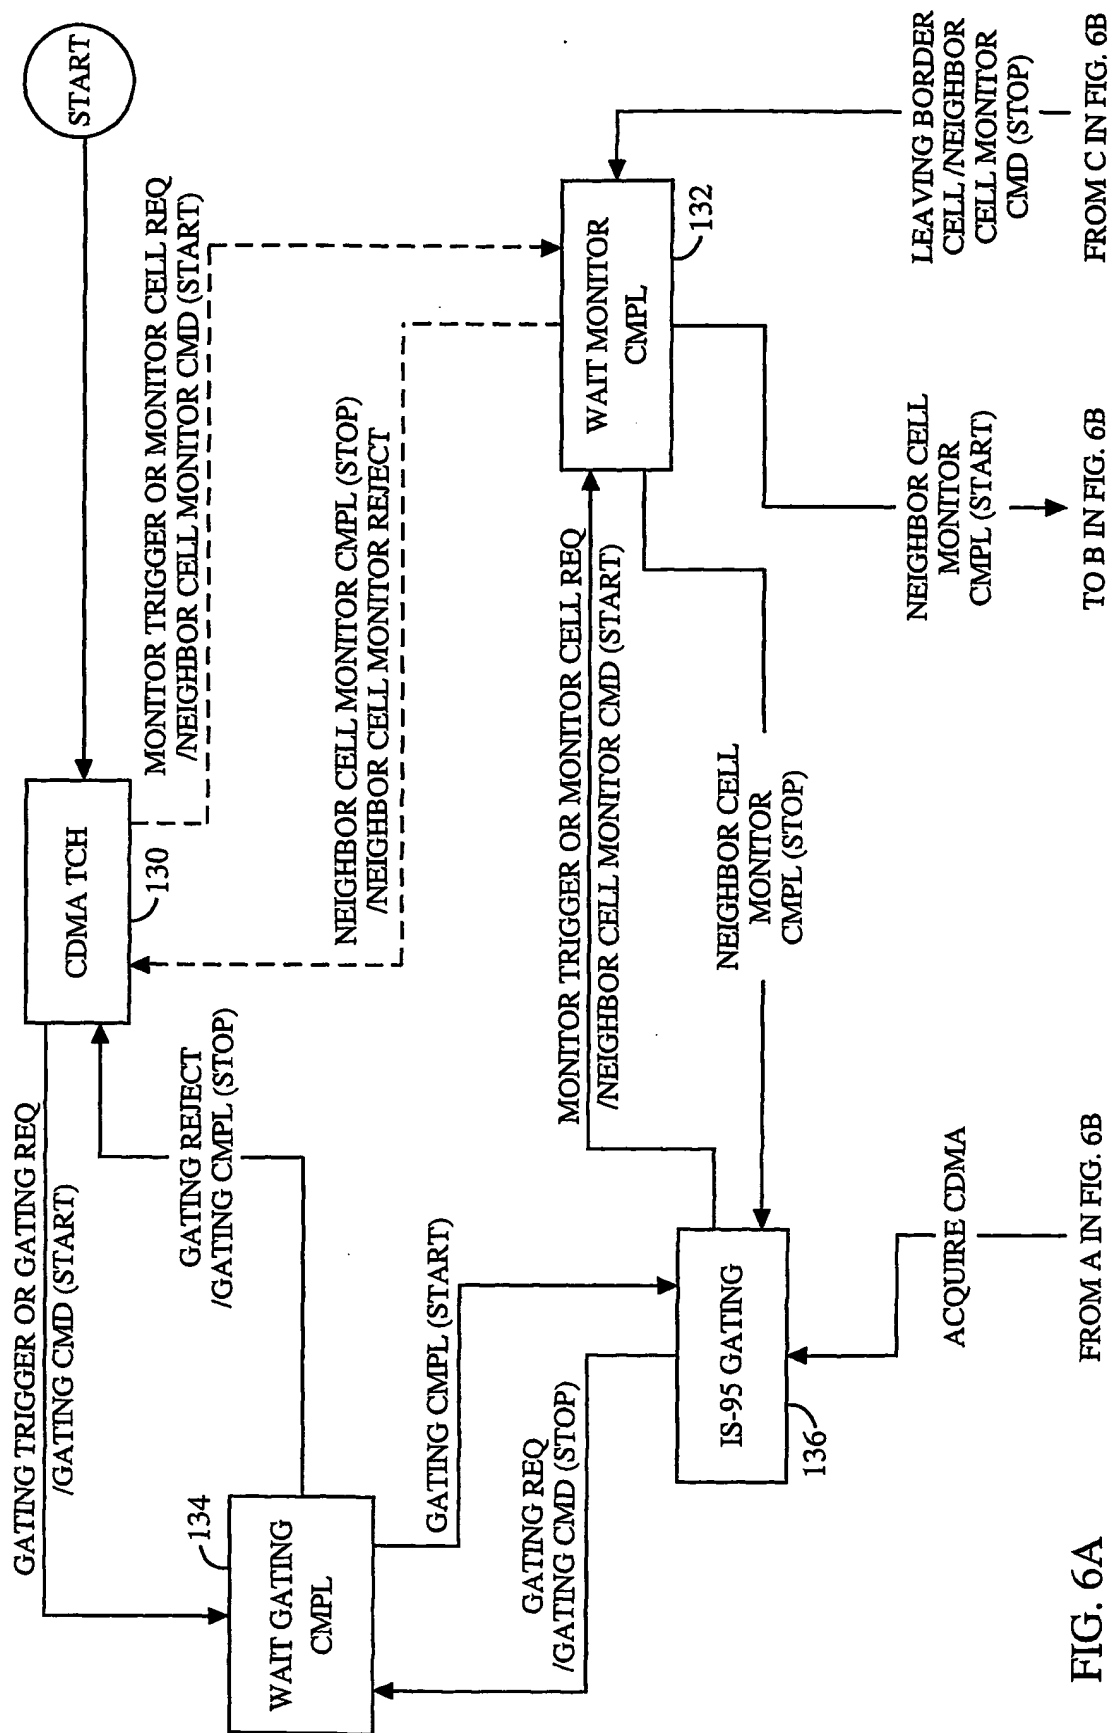 START
GATING TRIGGER OR GATING REQ
/GATING CMD (START)
CDMA TCH
130
MONITOR TRIGGER OR MONITOR CELL REQ
/NEIGHBOR CELL MONITOR CMD (START)
134
WAIT GATING
CMPL
GATING REJECT
/GATING CMPL (STOP)
NEIGHBOR CELL MONITOR CMPL (STOP)
/NEIGHBOR CELL MONITOR REJECT
GATING CMPL (START)
GATING REQ
/GATING CMD (STOP)
MONITOR TRIGGER OR MONITOR CELL REQ
/NEIGHBOR CELL MONITOR CMD (START)
WAIT MONITOR
CMPL
132
IS-95 GATING
136
NEIGHBOR CELL
MONITOR
CMPL (STOP)
ACQUIRE CDMA
FROM A IN FIG. 6B
NEIGHBOR CELL
MONITOR
CMPL (START)
TO B IN FIG. 6B
LEAVING BORDER
CELL /NEIGHBOR
CELL MONITOR
CMD (STOP)
FROM C IN FIG. 6B
FIG. 6A